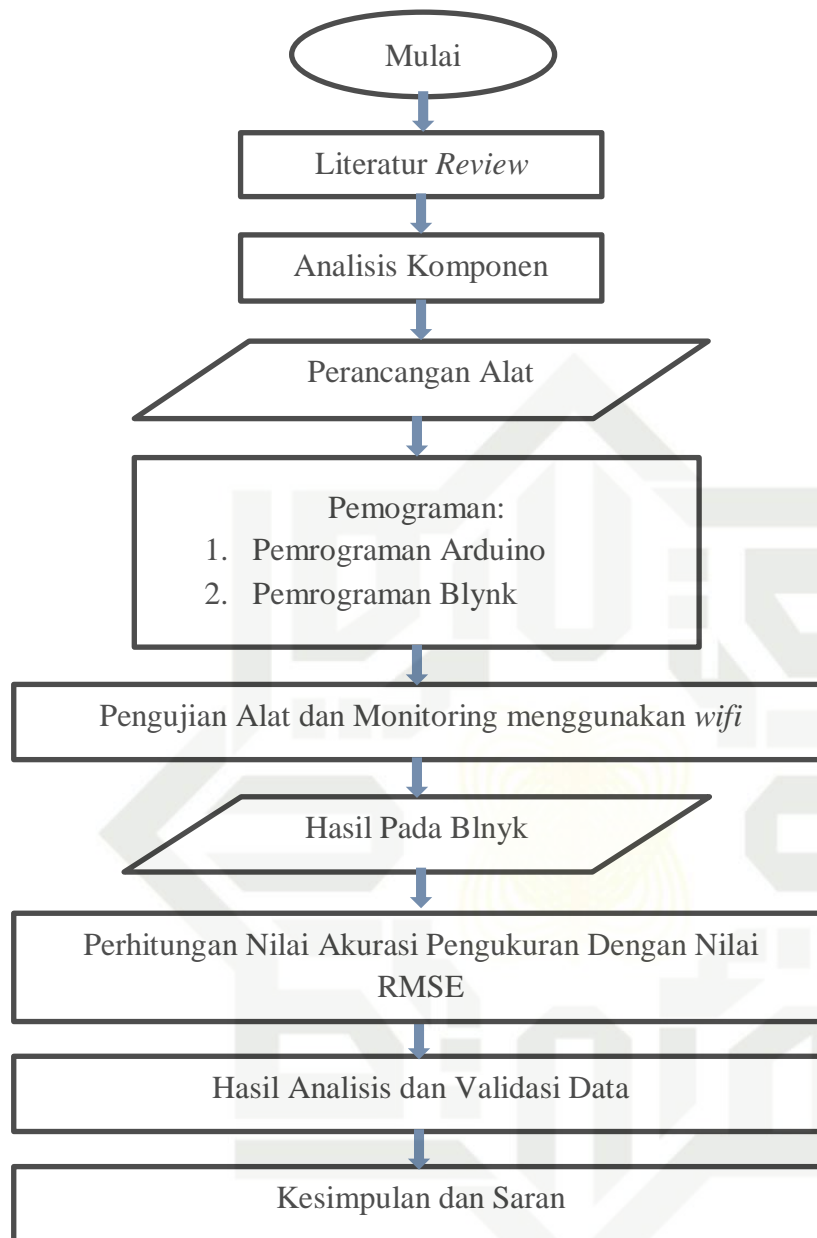 Mulai
Literatur Review
Analisis Komponen
Perancangan Alat
Pemograman:
1. Pemrograman Arduino
2. Pemrograman Blynk
Pengujian Alat dan Monitoring menggunakan wifi
Hasil Pada Blnyk
Perhitungan Nilai Akurasi Pengukuran Dengan Nilai
RMSE
Hasil Analisis dan Validasi Data
Kesimpulan dan Saran